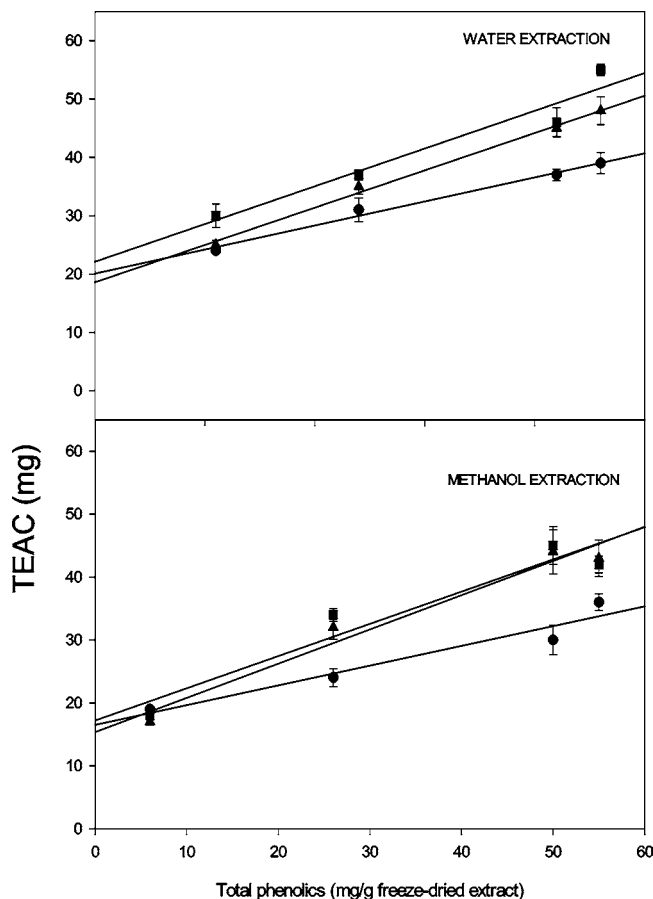 60
WATER EXTRACTION
50
40
30
20
10
0
60
METHANOL EXTRACTION
50
40
30
20
10
0
TEAC (mg)
0 10 20 30 40 50 60
Total phenolics (mg/g freeze-dried extract)